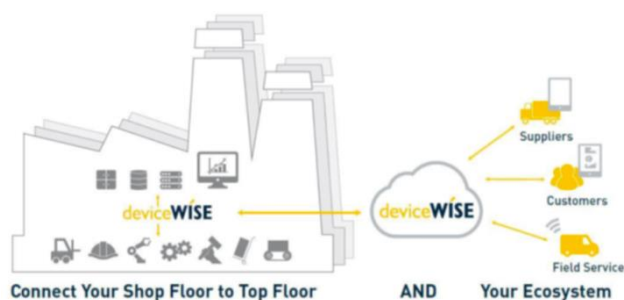 Suppliers
deviceWISE
deviceWISE
Customers
Field Service
Connect Your Shop Floor to Top Floor AND Your Ecosystem